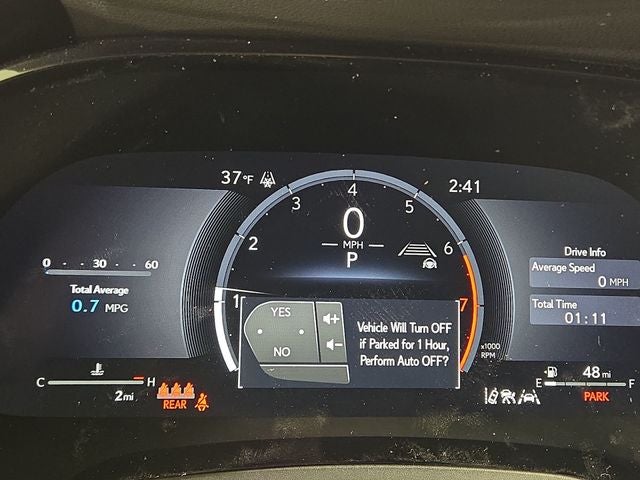 37°F
2:41
0 - 30 - 60
Total Average
0.7 MPG
1 2 3 4 5 6 7
0
MPH
P
x1000
RPM
Drive Info
Average Speed
0 MPH
Total Time
01:11
YES
NO
+
-
Vehicle Will Turn OFF
if Parked for 1 Hour,
Perform Auto OFF?
C H
2 mi
REAR
48 mi
E F
PARK